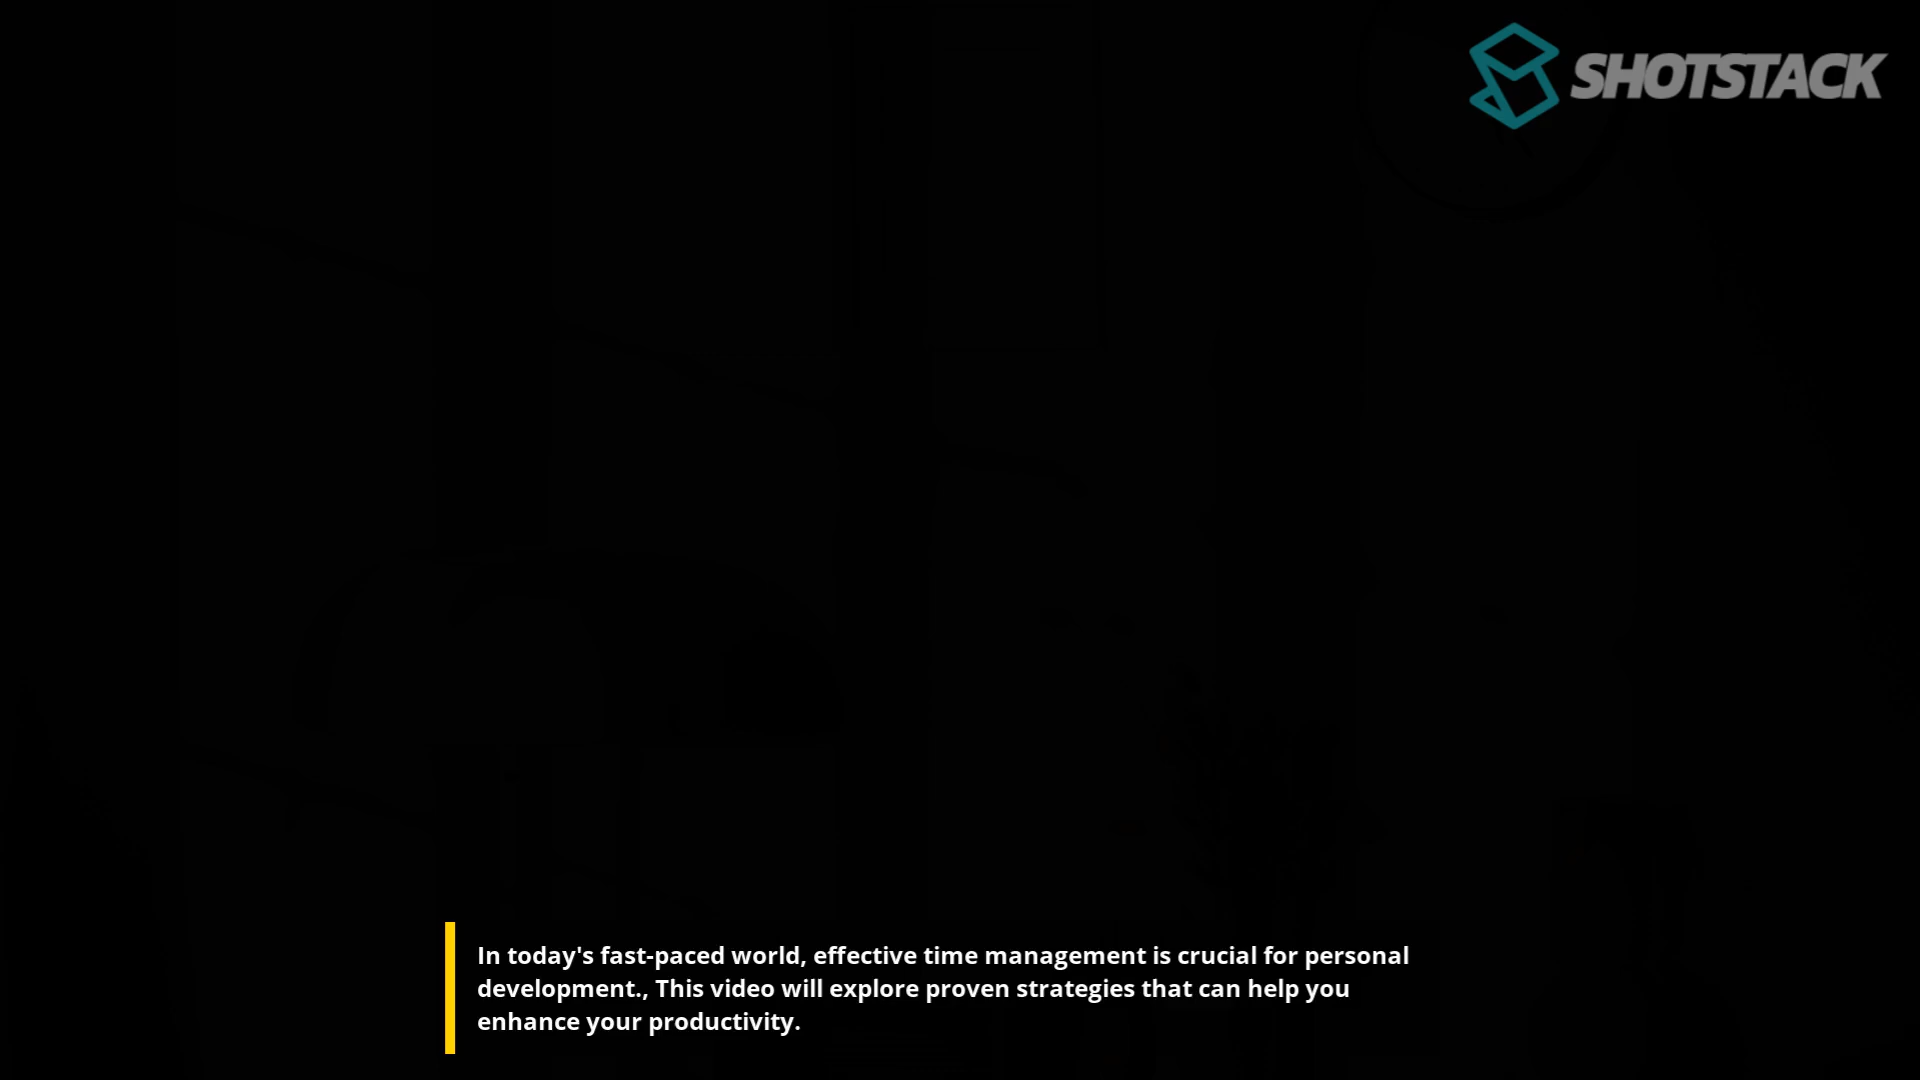 SHOTSTACK
In today's fast-paced world, effective time management is crucial for personal
development., This video will explore proven strategies that can help you
enhance your productivity.